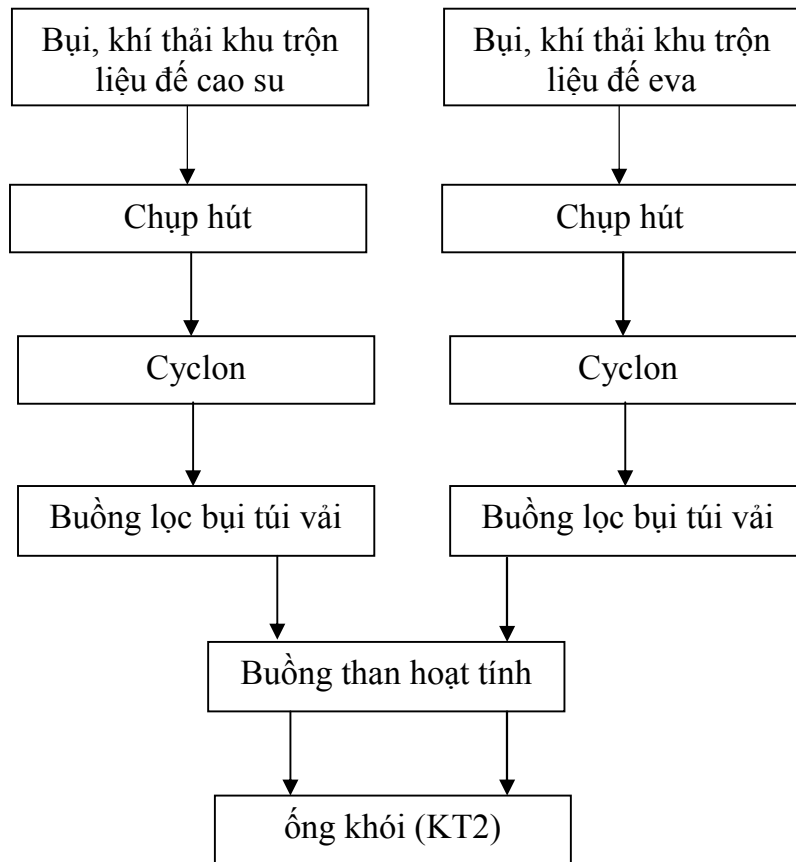 Bụi, khí thải khu trộn
liệu đế cao su
Bụi, khí thải khu trộn
liệu đế eva
Chụp hút
Chụp hút
Cyclon
Cyclon
Buồng lọc bụi túi vải
Buồng lọc bụi túi vải
Buồng than hoạt tính
ống khói (KT2)